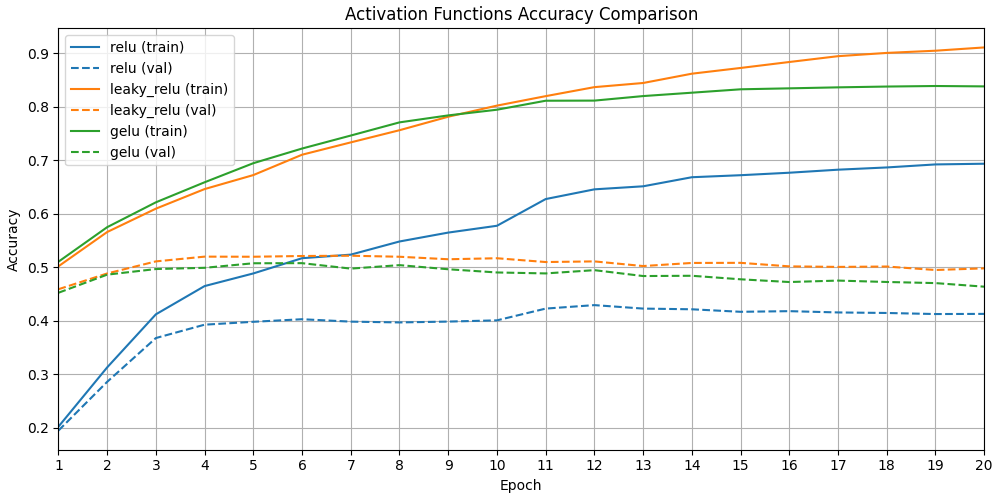 Activation Functions Accuracy Comparison
relu (train)
relu (val)
leaky_relu (train)
leaky_relu (val)
gelu (train)
gelu (val)
Accuracy
0.9
0.8
0.7
0.6
0.5
0.4
0.3
0.2
1 2 3 4 5 6 7 8 9 10 11 12 13 14 15 16 17 18 19 20
Epoch